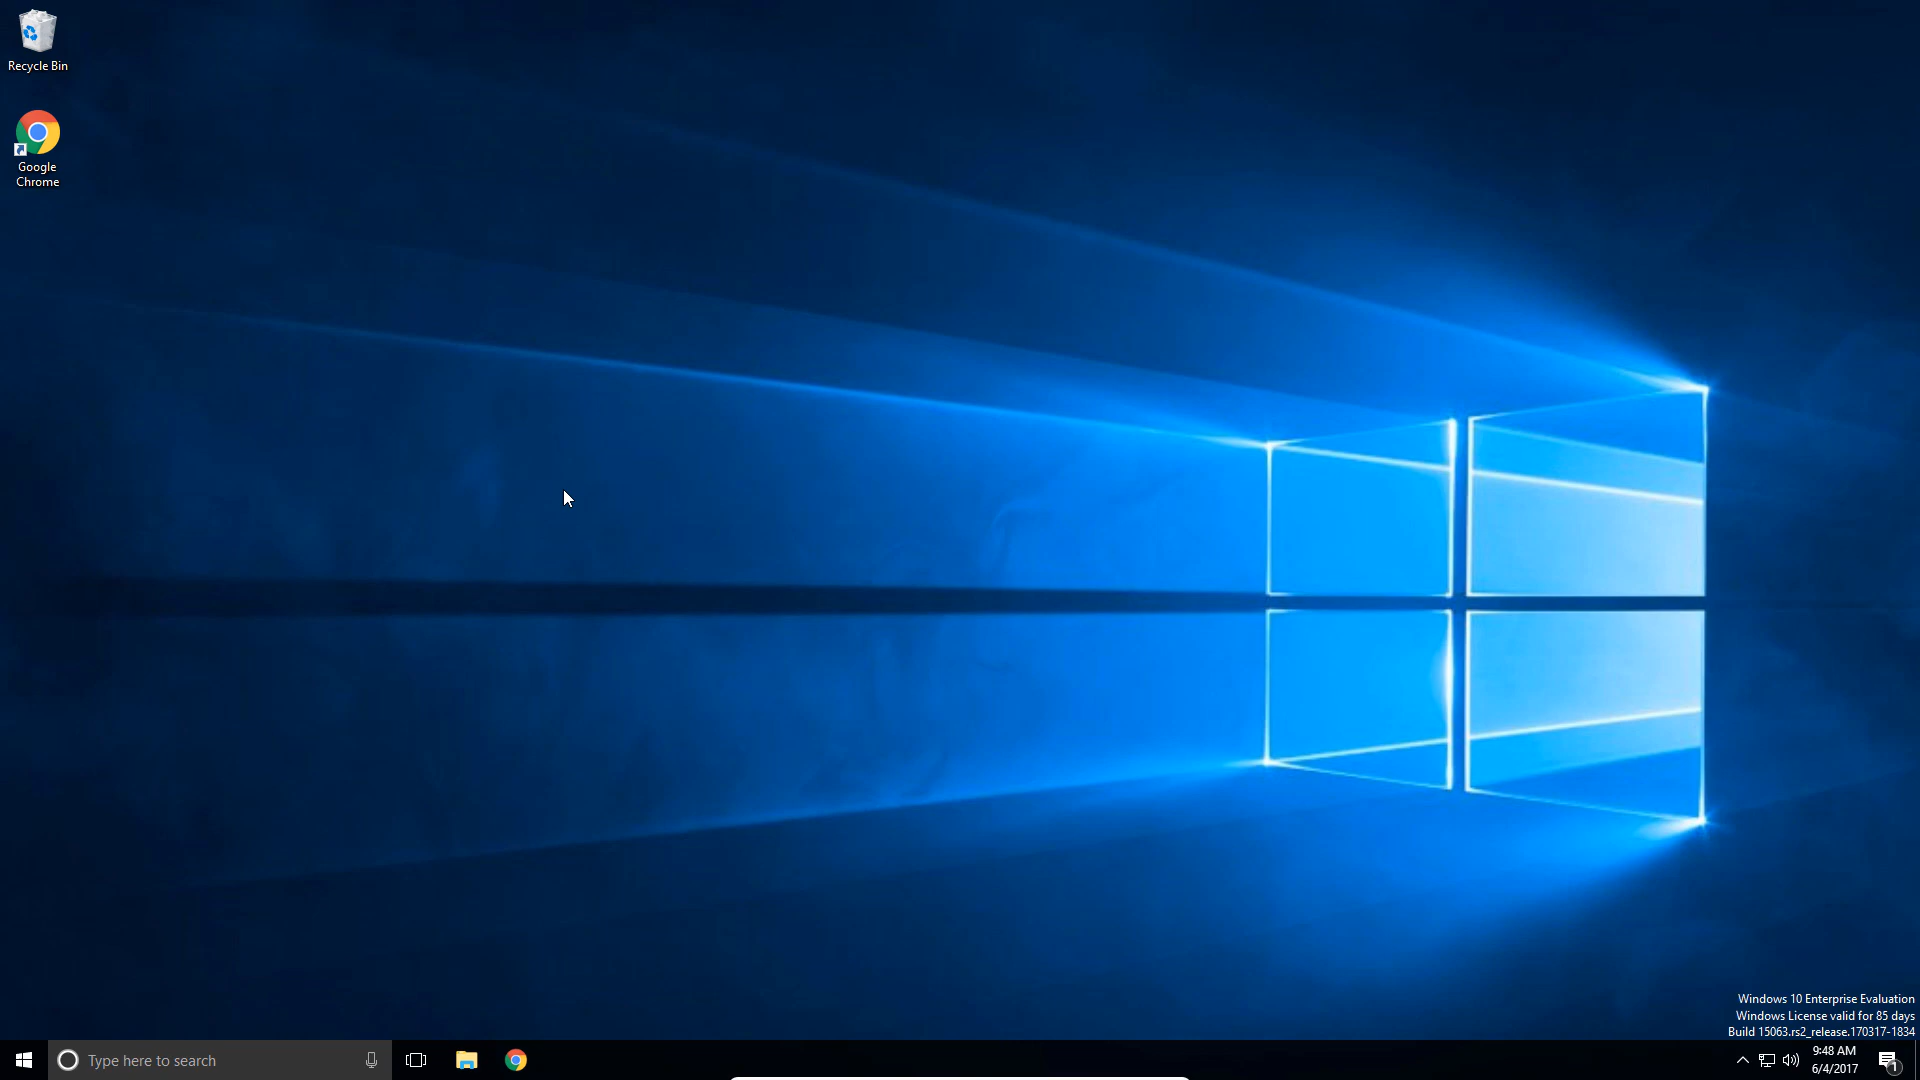 Recycle Bin
Google
Chrome
Windows 10 Enterprise Evaluation
Windows License valid for 85 days
Build 15063.rs2_release.170317-1834
Type here to search
9:48 AM
6/4/2017
1